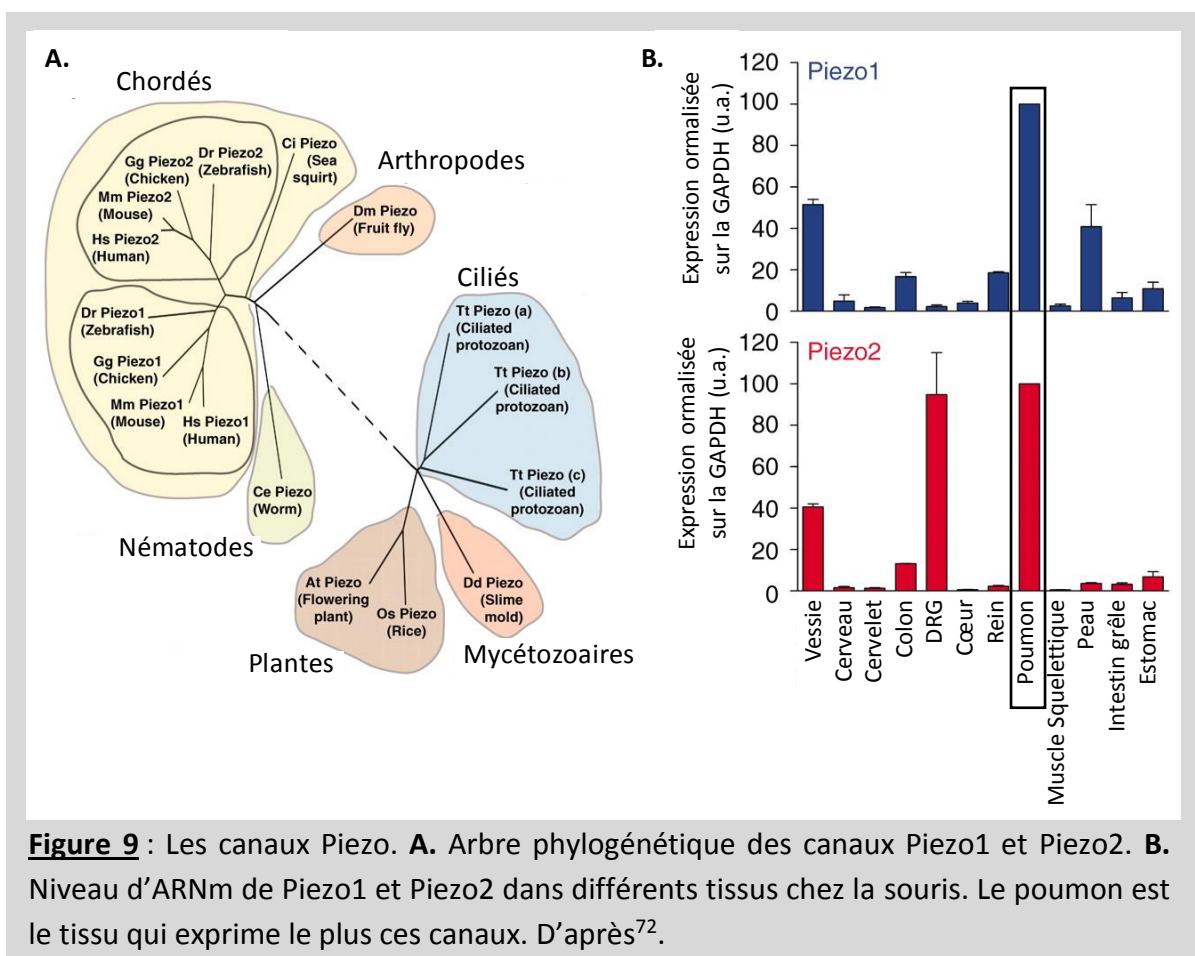 A.
Chordés
Ci Piezo
(Sea
squirt)
Dr Piezo2
(Zebrafish)
Gg Piezo2
(Chicken)
Mm Piezo2
(Mouse)
Hs Piezo2
(Human)
Dr Piezo1
(Zebrafish)
Gg Piezo1
(Chicken)
Mm Piezo1
(Mouse)
Hs Piezo1
(Human)
Arthropodes
Dm Piezo
(Fruit fly)
Ciliés
Tt Piezo (a)
(Ciliated
protozoan)
Tt Piezo (b)
(Ciliated
protozoan)
Tt Piezo (c)
(Ciliated
protozoan)
Ce Piezo
(Worm)
Nématodes
At Piezo
(Flowering
plant)
Os Piezo
(Rice)
Plantes
Dd Piezo
(Slime
mold)
Mycétozoaires
B.
Expression ormalisée
sur la GAPDH (u.a.)
120
100
80
60
40
20
0
Piezo1
Expression ormalisée
sur la GAPDH (u.a.)
120
100
80
60
40
20
0
Piezo2
Vessie
Cerveau
Cervelet
Colon
DRG
Cœur
Rein
Poumon
Muscle Squelettique
Peau
Intestin grêle
Estomac
Figure 9 : Les canaux Piezo. A. Arbre phylogénétique des canaux Piezo1 et Piezo2. B.
Niveau d'ARNm de Piezo1 et Piezo2 dans différents tissus chez la souris. Le poumon est
le tissu qui exprime le plus ces canaux. D'après72.